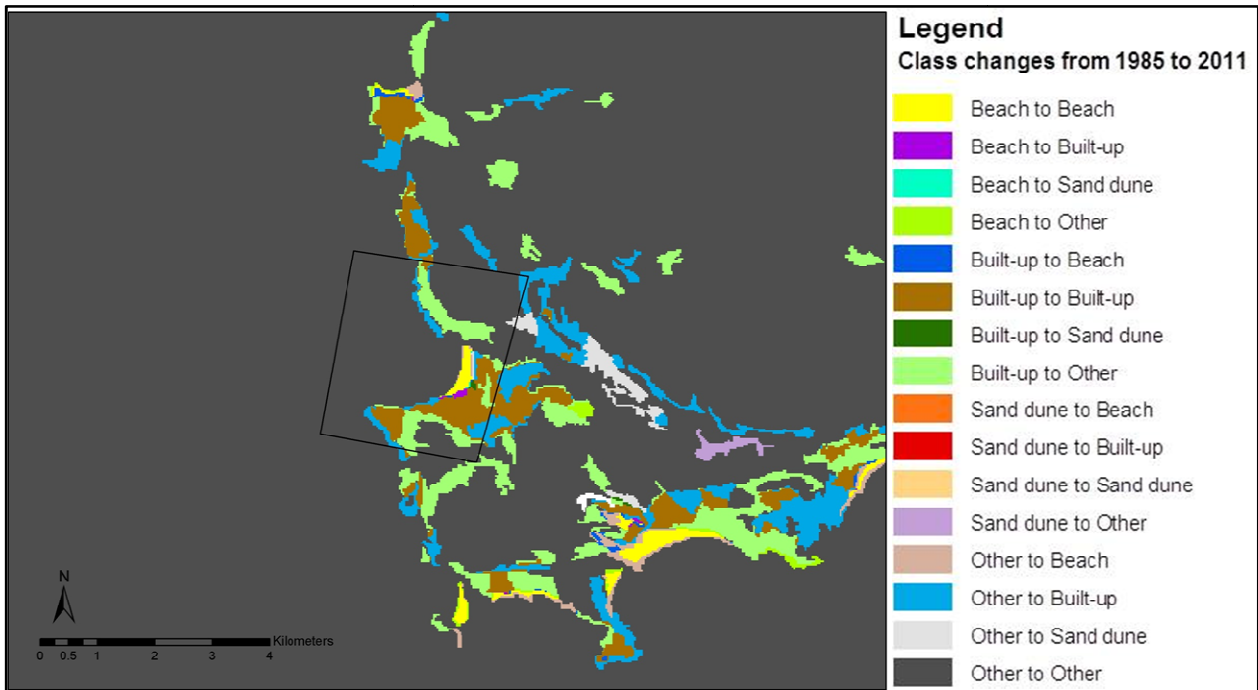 Legend
Class changes from 1985 to 2011
Beach to Beach
Beach to Built-up
Beach to Sand dune
Beach to Other
Built-up to Beach
Built-up to Built-up
Built-up to Sand dune
Built-up to Other
Sand dune to Beach
Sand dune to Built-up
Sand dune to Sand dune
Sand dune to Other
Other to Beach
Other to Built-up
Other to Sand dune
Other to Other
N
Kilometers
0 0.5 1 2 3 4